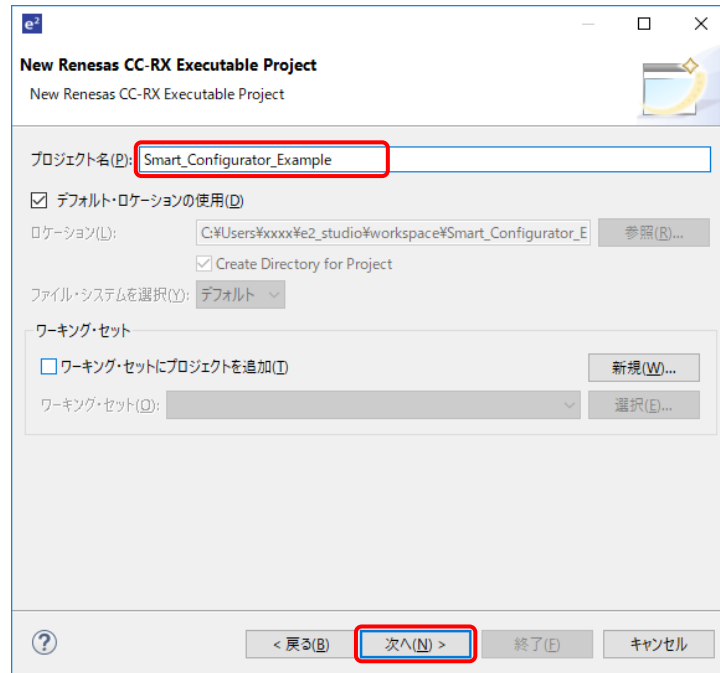 e²
New Renesas CC-RX Executable Project
New Renesas CC-RX Executable Project
プロジェクト名(P): Smart_Configurator_Example
デフォルト・ロケーションの使用(D)
ロケーション(L): C:¥Users¥xxxx¥e2_studio¥workspace¥Smart_Configurator_E 参照(R)...
Create Directory for Project
ファイル・システムを選択(Y): デフォルト
ワーキング・セット
ワーキング・セットにプロジェクトを追加(T) 新規(W)...
ワーキング・セット(O): 選択(E)...
? < 戻る(B) 次へ(N) > 終了(F) キャンセル